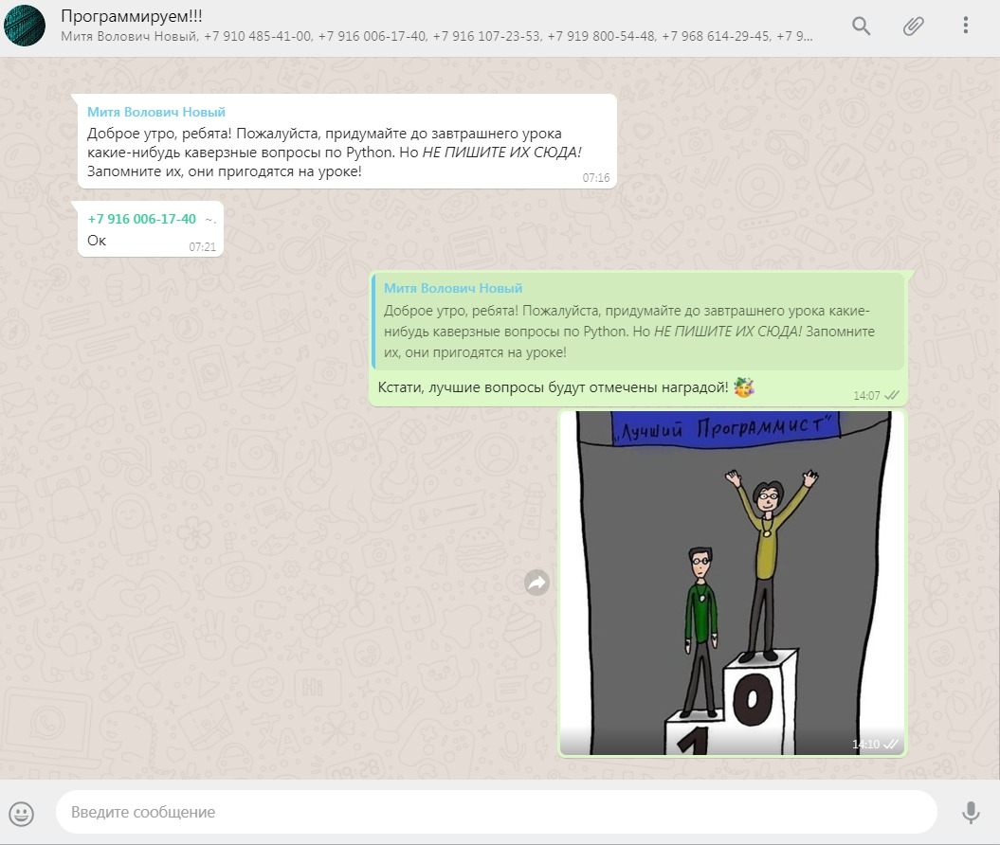 Программируем!!!
Митя Волович Новый, +7 910 485-41-00, +7 916 006-17-40, +7 916 107-23-53, +7 919 800-54-48, +7 968 614-29-45, +7 9...
Митя Волович Новый
Доброе утро, ребята! Пожалуйста, придумайте до завтрашнего урока
какие-нибудь каверзные вопросы по Python. Но НЕ ПИШИТЕ ИХ СЮДА!
Запомните их, они пригодятся на уроке!
07:16
+7 916 006-17-40 ~.
Ок
07:21
Митя Волович Новый
Доброе утро, ребята! Пожалуйста, придумайте до завтрашнего урока какие-
нибудь каверзные вопросы по Python. Но НЕ ПИШИТЕ ИХ СЮДА! Запомните
их, они пригодятся на уроке!
Кстати, лучшие вопросы будут отмечены наградой!
14:07
„Лучший Программист“
0
1
14:10
Введите сообщение